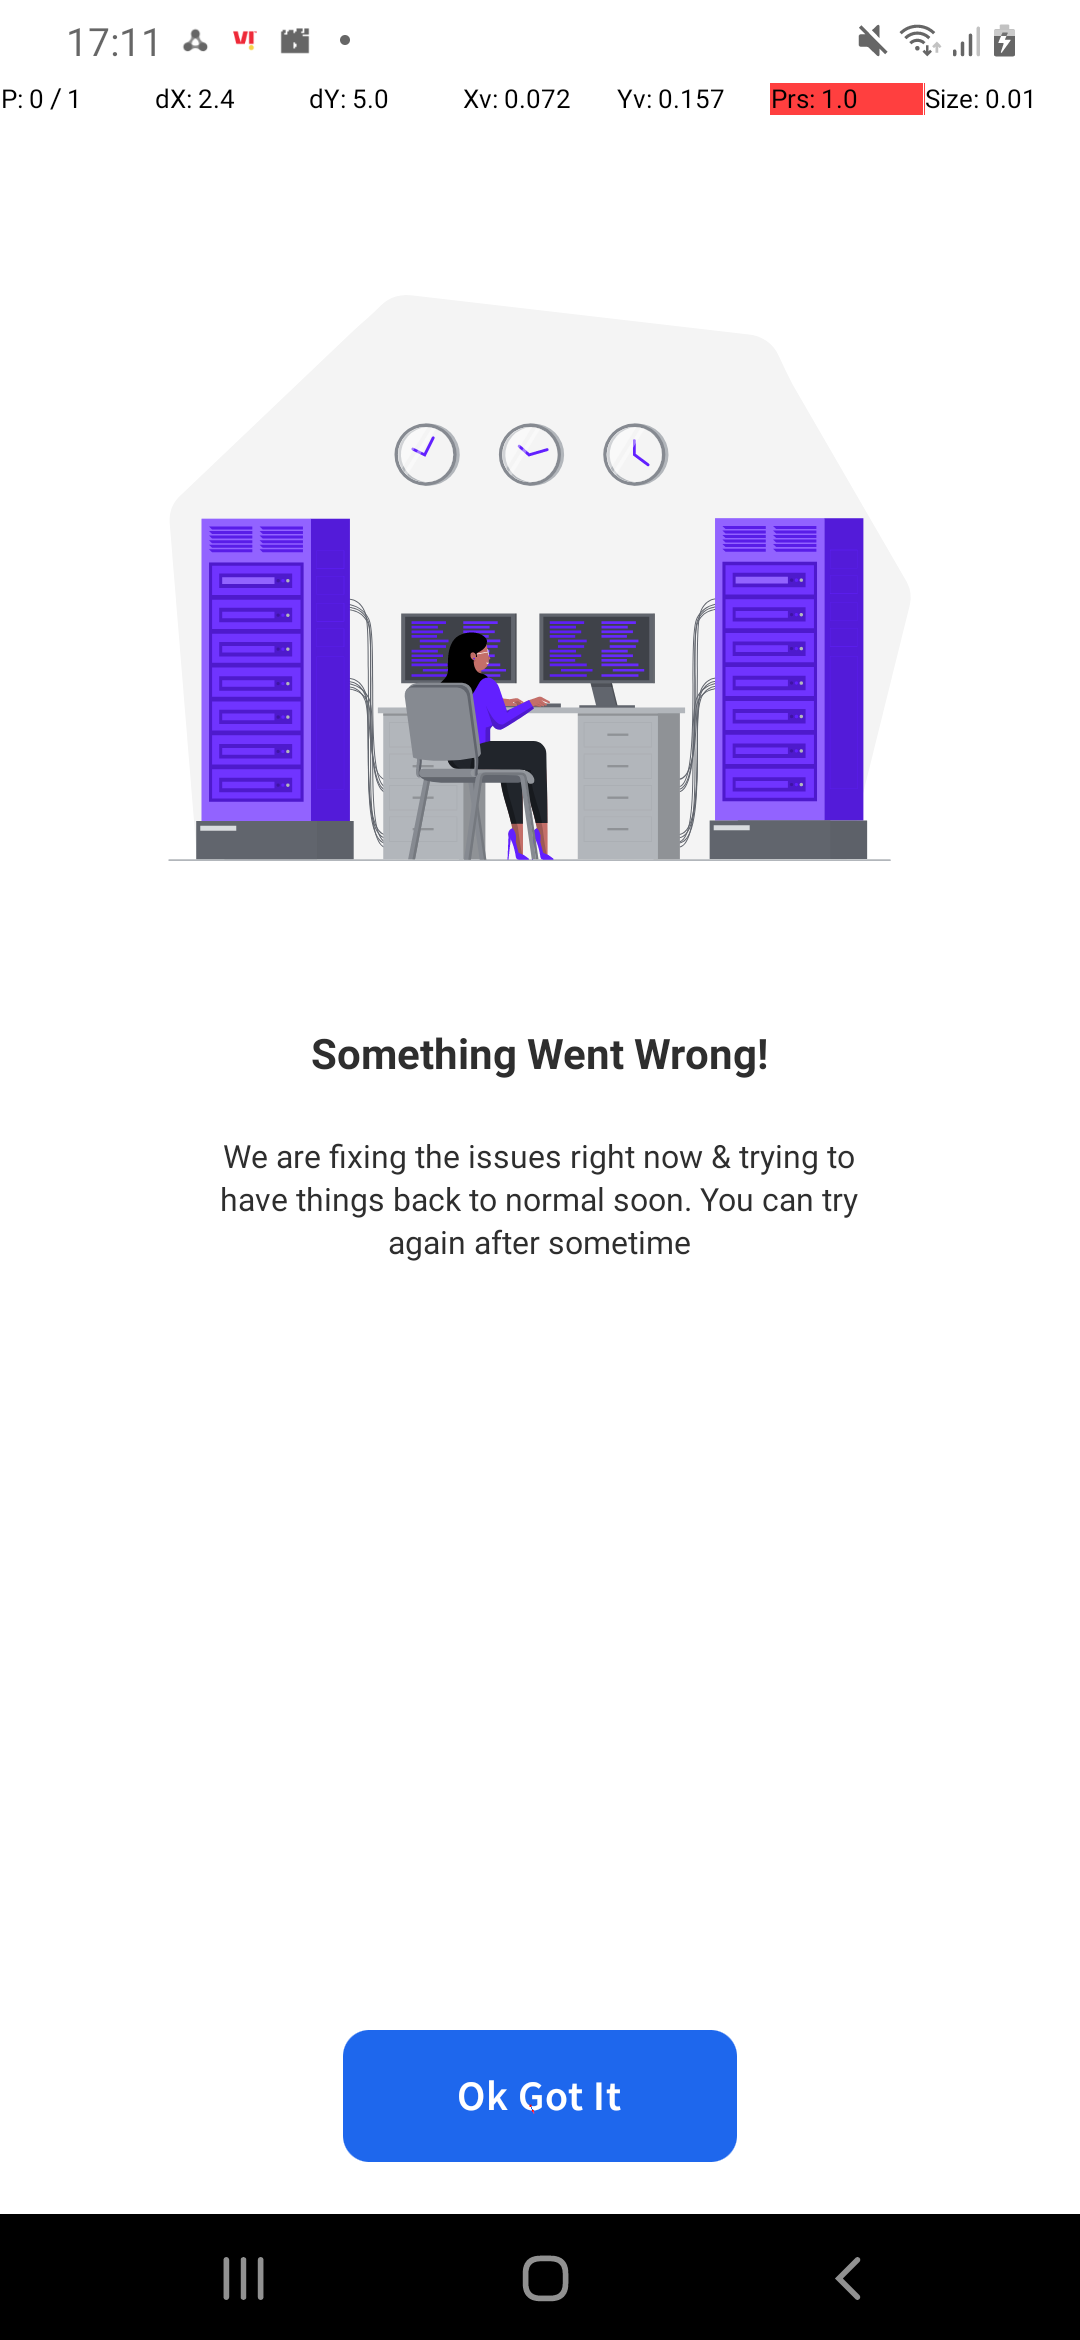 17:11 VI!
P: 0 / 1 dX: 2.4 dY: 5.0 Xv: 0.072 Yv: 0.157 Prs: 1.0 Size: 0.01
Something Went Wrong!
We are fixing the issues right now & trying to
have things back to normal soon. You can try
again after sometime
Ok Got It